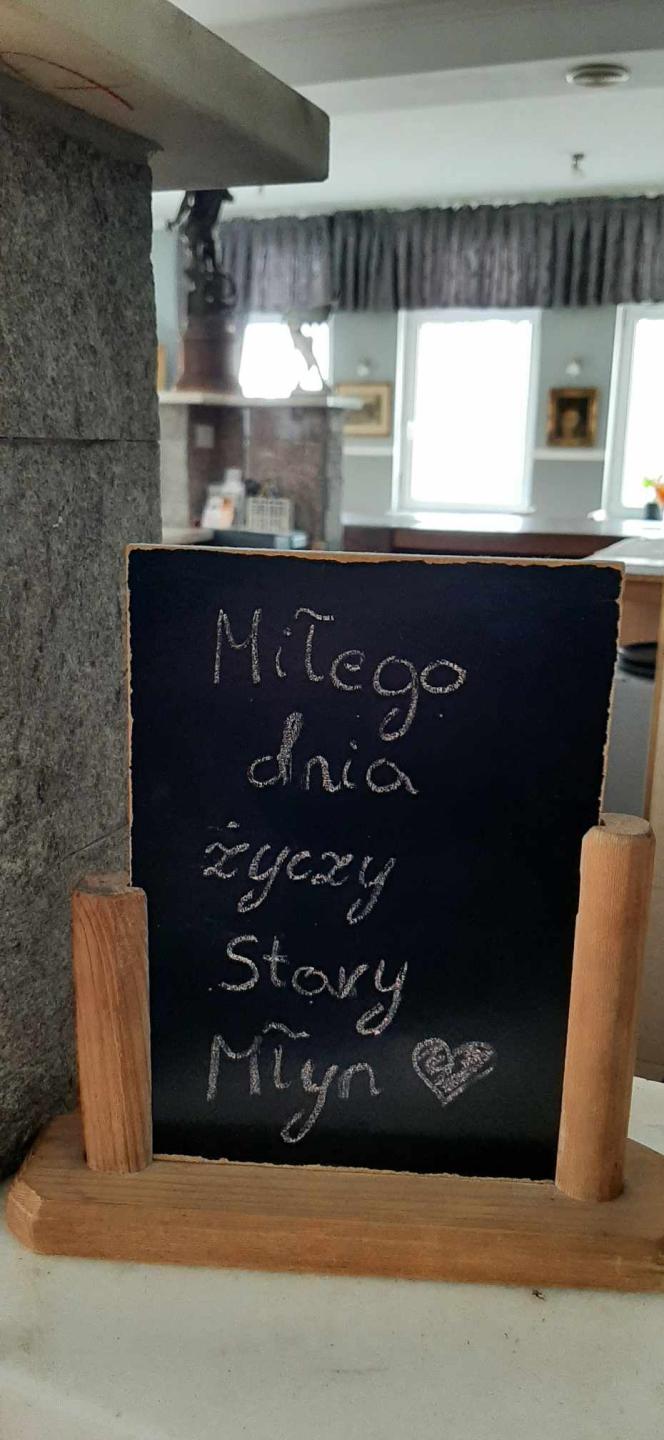 Miłego
dnia
życzy
Stary
Młyn ♥